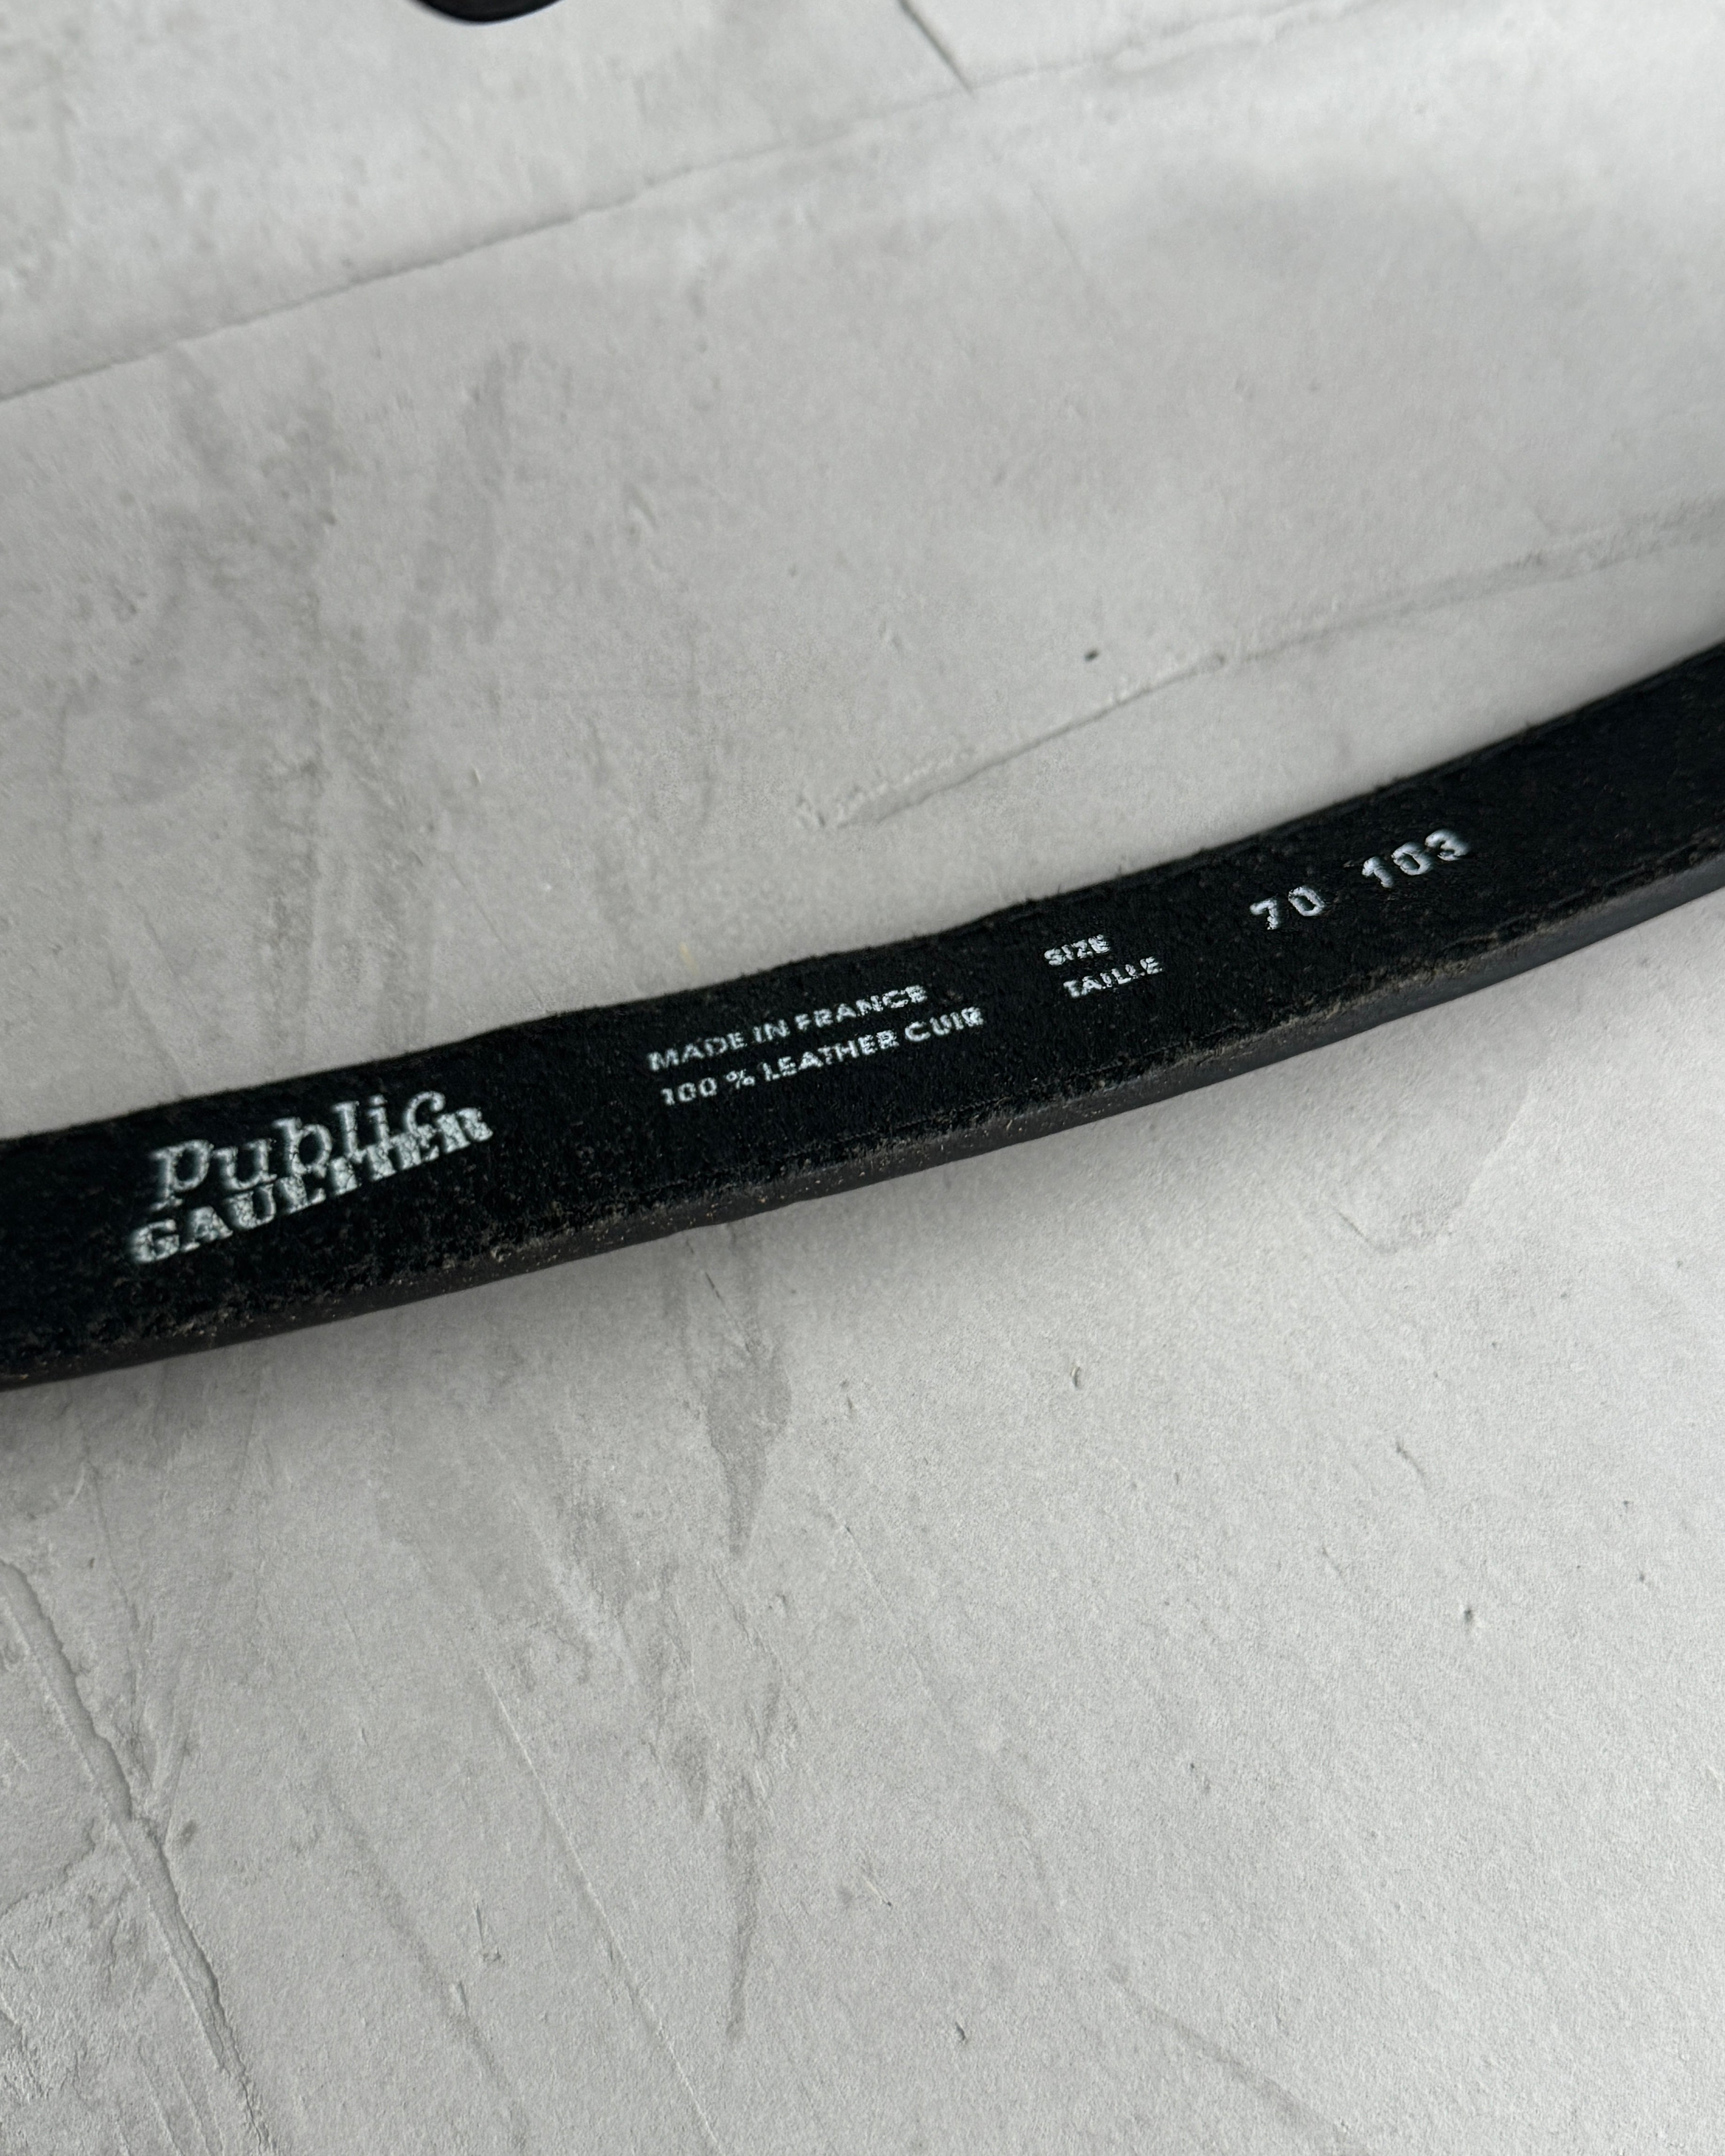 Public
GAULTIER
MADE IN FRANCE
100 % LEATHER CUIR
SIZE
TAILLE
70 103